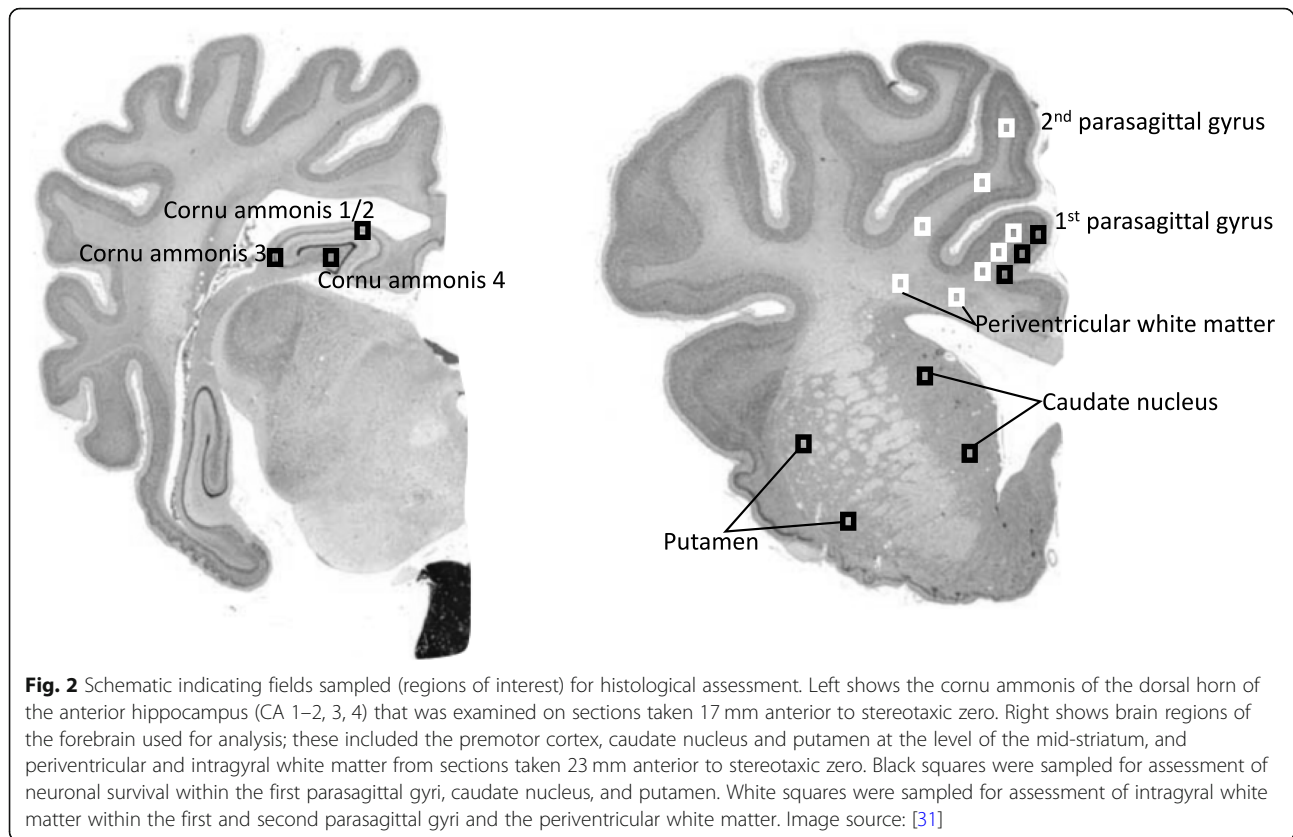 2nd parasagittal gyrus
Cornu ammonis 1/2
1st parasagittal gyrus
Cornu ammonis 3
Cornu ammonis 4
Periventricular white matter
Caudate nucleus
Putamen
Fig. 2 Schematic indicating fields sampled (regions of interest) for histological assessment. Left shows the cornu ammonis of the dorsal horn of
the anterior hippocampus (CA 1–2, 3, 4) that was examined on sections taken 17 mm anterior to stereotaxic zero. Right shows brain regions of
the forebrain used for analysis; these included the premotor cortex, caudate nucleus and putamen at the level of the mid-striatum, and
periventricular and intragyral white matter from sections taken 23 mm anterior to stereotaxic zero. Black squares were sampled for assessment of
neuronal survival within the first parasagittal gyri, caudate nucleus, and putamen. White squares were sampled for assessment of intragyral white
matter within the first and second parasagittal gyri and the periventricular white matter. Image source: [31]